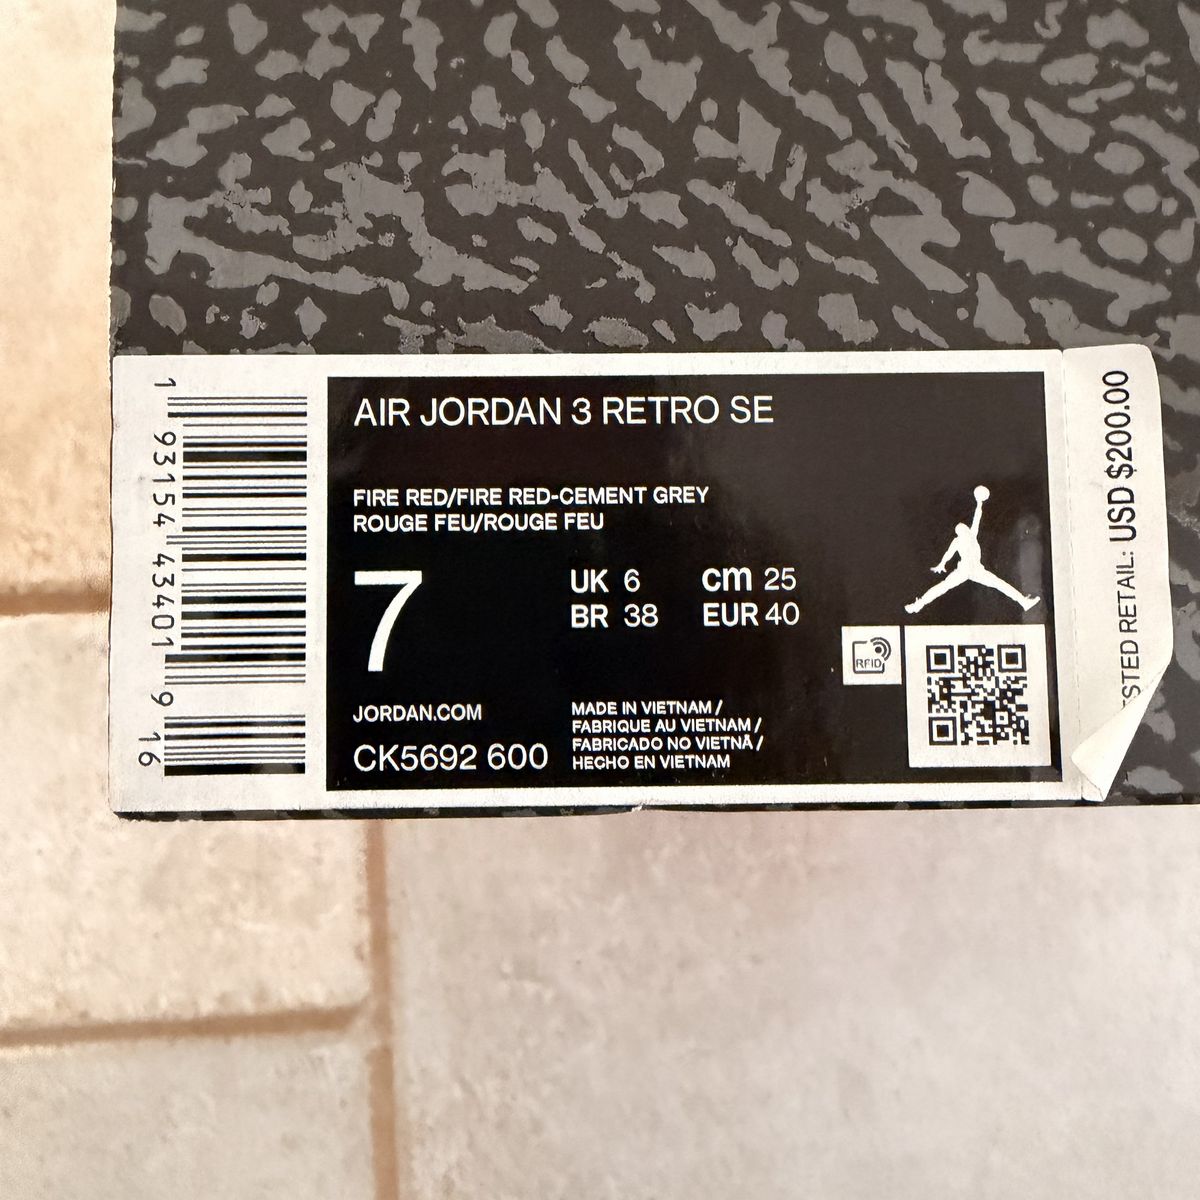 AIR JORDAN 3 RETRO SE
FIRE RED/FIRE RED-CEMENT GREY
ROUGE FEU/ROUGE FEU
7
UK 6 cm 25
BR 38 EUR 40
RFID
JORDAN.COM
CK5692 600
MADE IN VIETNAM /
FABRIQUE AU VIETNAM /
FABRICADO NO VIETNÃ /
HECHO EN VIETNAM
1 93154 43401 9 16
STED RETAIL: USD $200.00